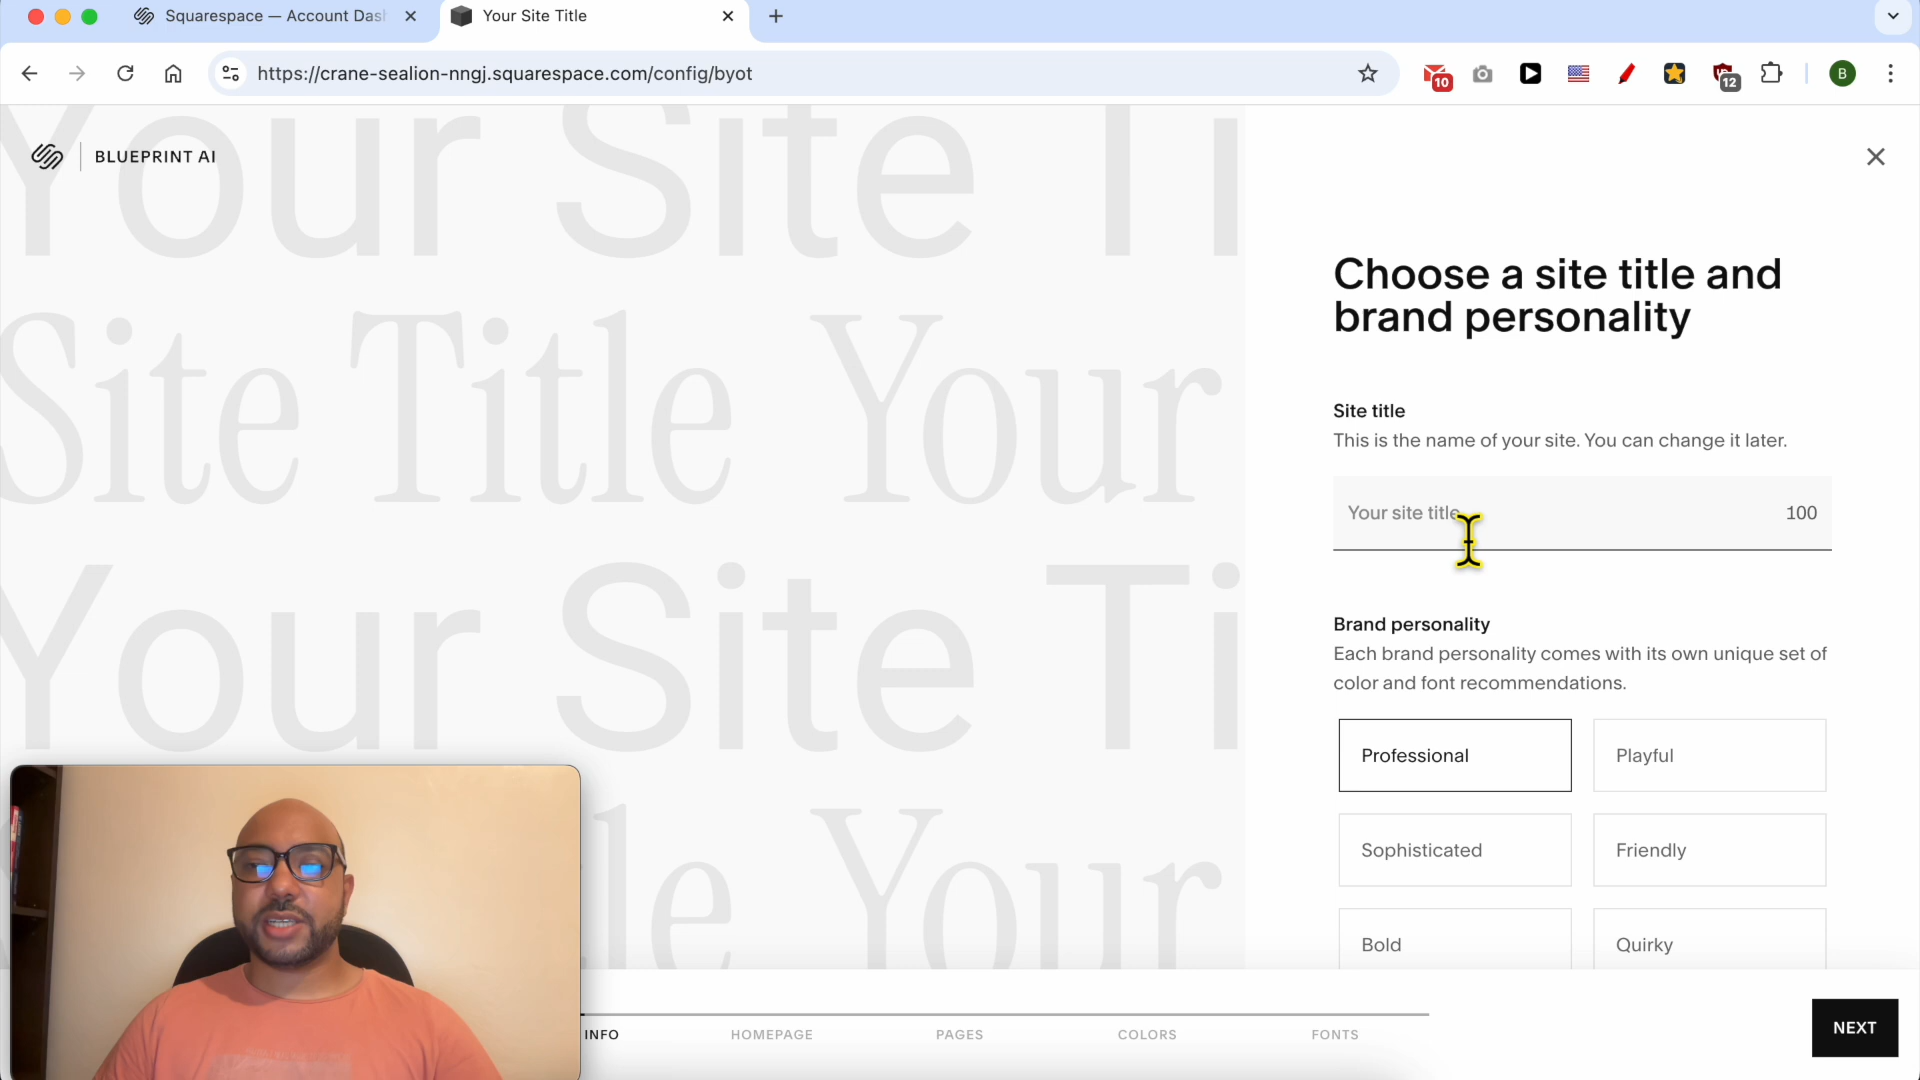 Squarespace — Account Das
Your Site Title
https://crane-sealion-nngj.squarespace.com/config/byot
10
12
B
BLUEPRINT AI
Your Site Ti
Site Title Your
Your Site Ti
le Your
Choose a site title and
brand personality
Site title
This is the name of your site. You can change it later.
Your site title
100
Brand personality
Each brand personality comes with its own unique set of
color and font recommendations.
Professional
Playful
Sophisticated
Friendly
Bold
Quirky
INFO
HOMEPAGE
PAGES
COLORS
FONTS
NEXT